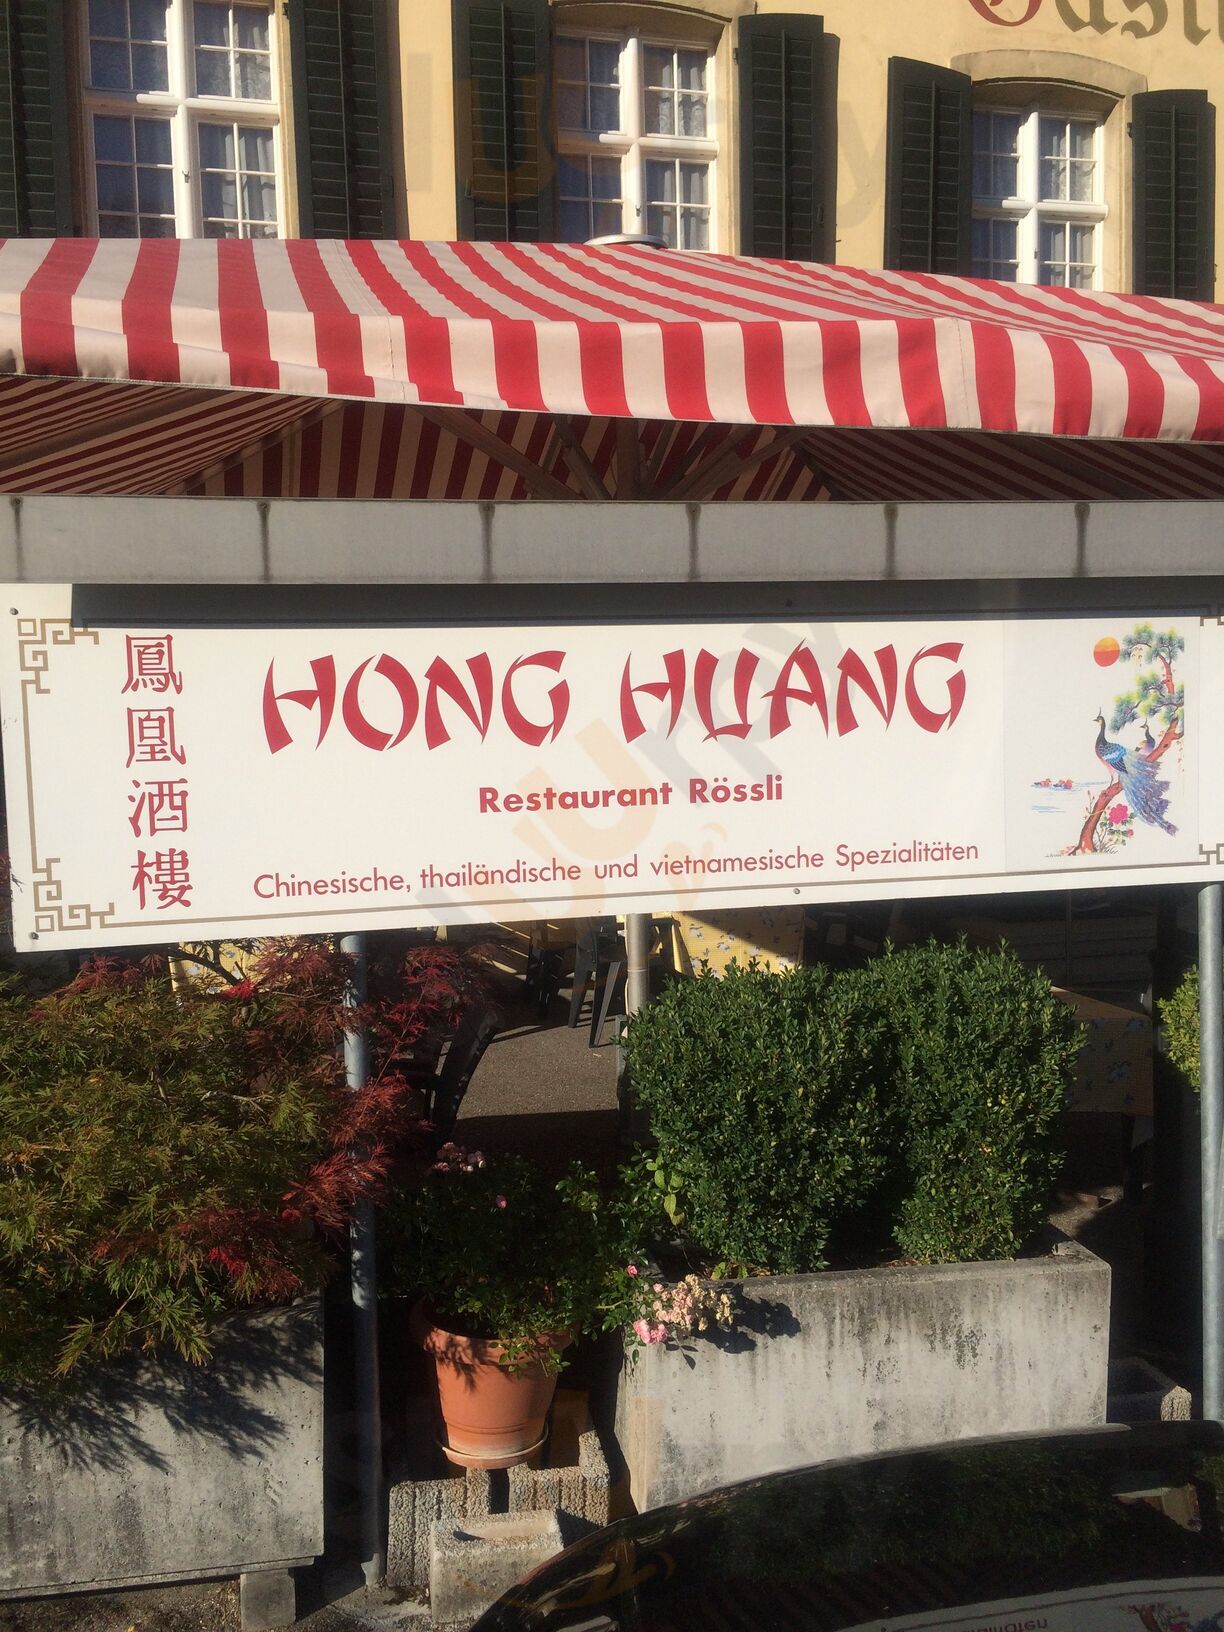 鳳凰酒樓
HONG HUANG
Restaurant Rössli
Chinesische, thailändische und vietnamesische Spezialitäten